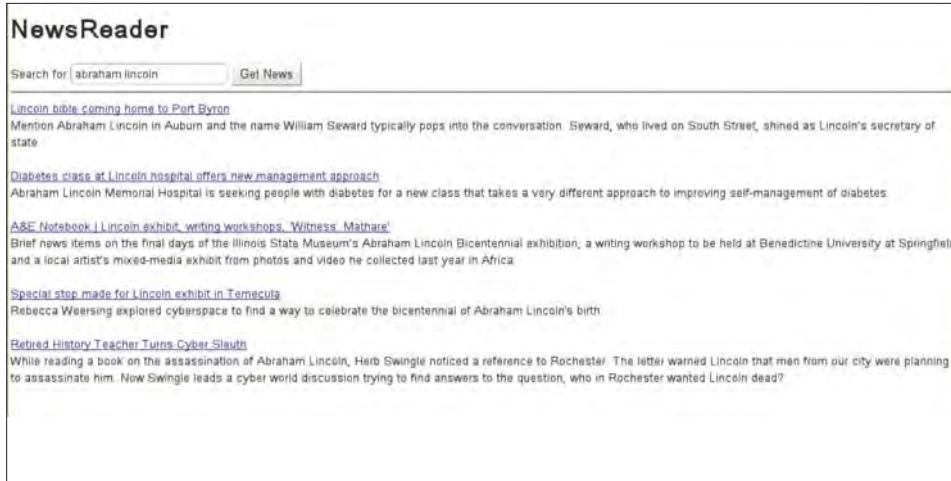 NewsReader
Search for abraham lincoln Get News
Lincoln bible coming home to Port Byron
Mention Abraham Lincoln in Auburn and the name William Seward typically pops into the conversation. Seward, who lived on South Street, shined as Lincoln's secretary of
state
Diabetes class at Lincoln hospital offers new management approach
Abraham Lincoln Memorial Hospital is seeking people with diabetes for a new class that takes a very different approach to improving self-management of diabetes.
A&E Notebook | Lincoln exhibit, writing workshops, 'Witness: Mathare'
Brief news items on the final days of the Illinois State Museum's Abraham Lincoln Bicentennial exhibition, a writing workshop to be held at Benedictine University at Springfiel
and a local artist's mixed-media exhibit from photos and video he collected last year in Africa
Special stop made for Lincoln exhibit in Temecula
Rebecca Weersing explored cyberspace to find a way to celebrate the bicentennial of Abraham Lincoln's birth.
Retired History Teacher Turns Cyber Sleuth
While reading a book on the assassination of Abraham Lincoln, Herb Swingle noticed a reference to Rochester. The letter warned Lincoln that men from our city were planning
to assassinate him. Now Swingle leads a cyber world discussion trying to find answers to the question, who in Rochester wanted Lincoln dead?